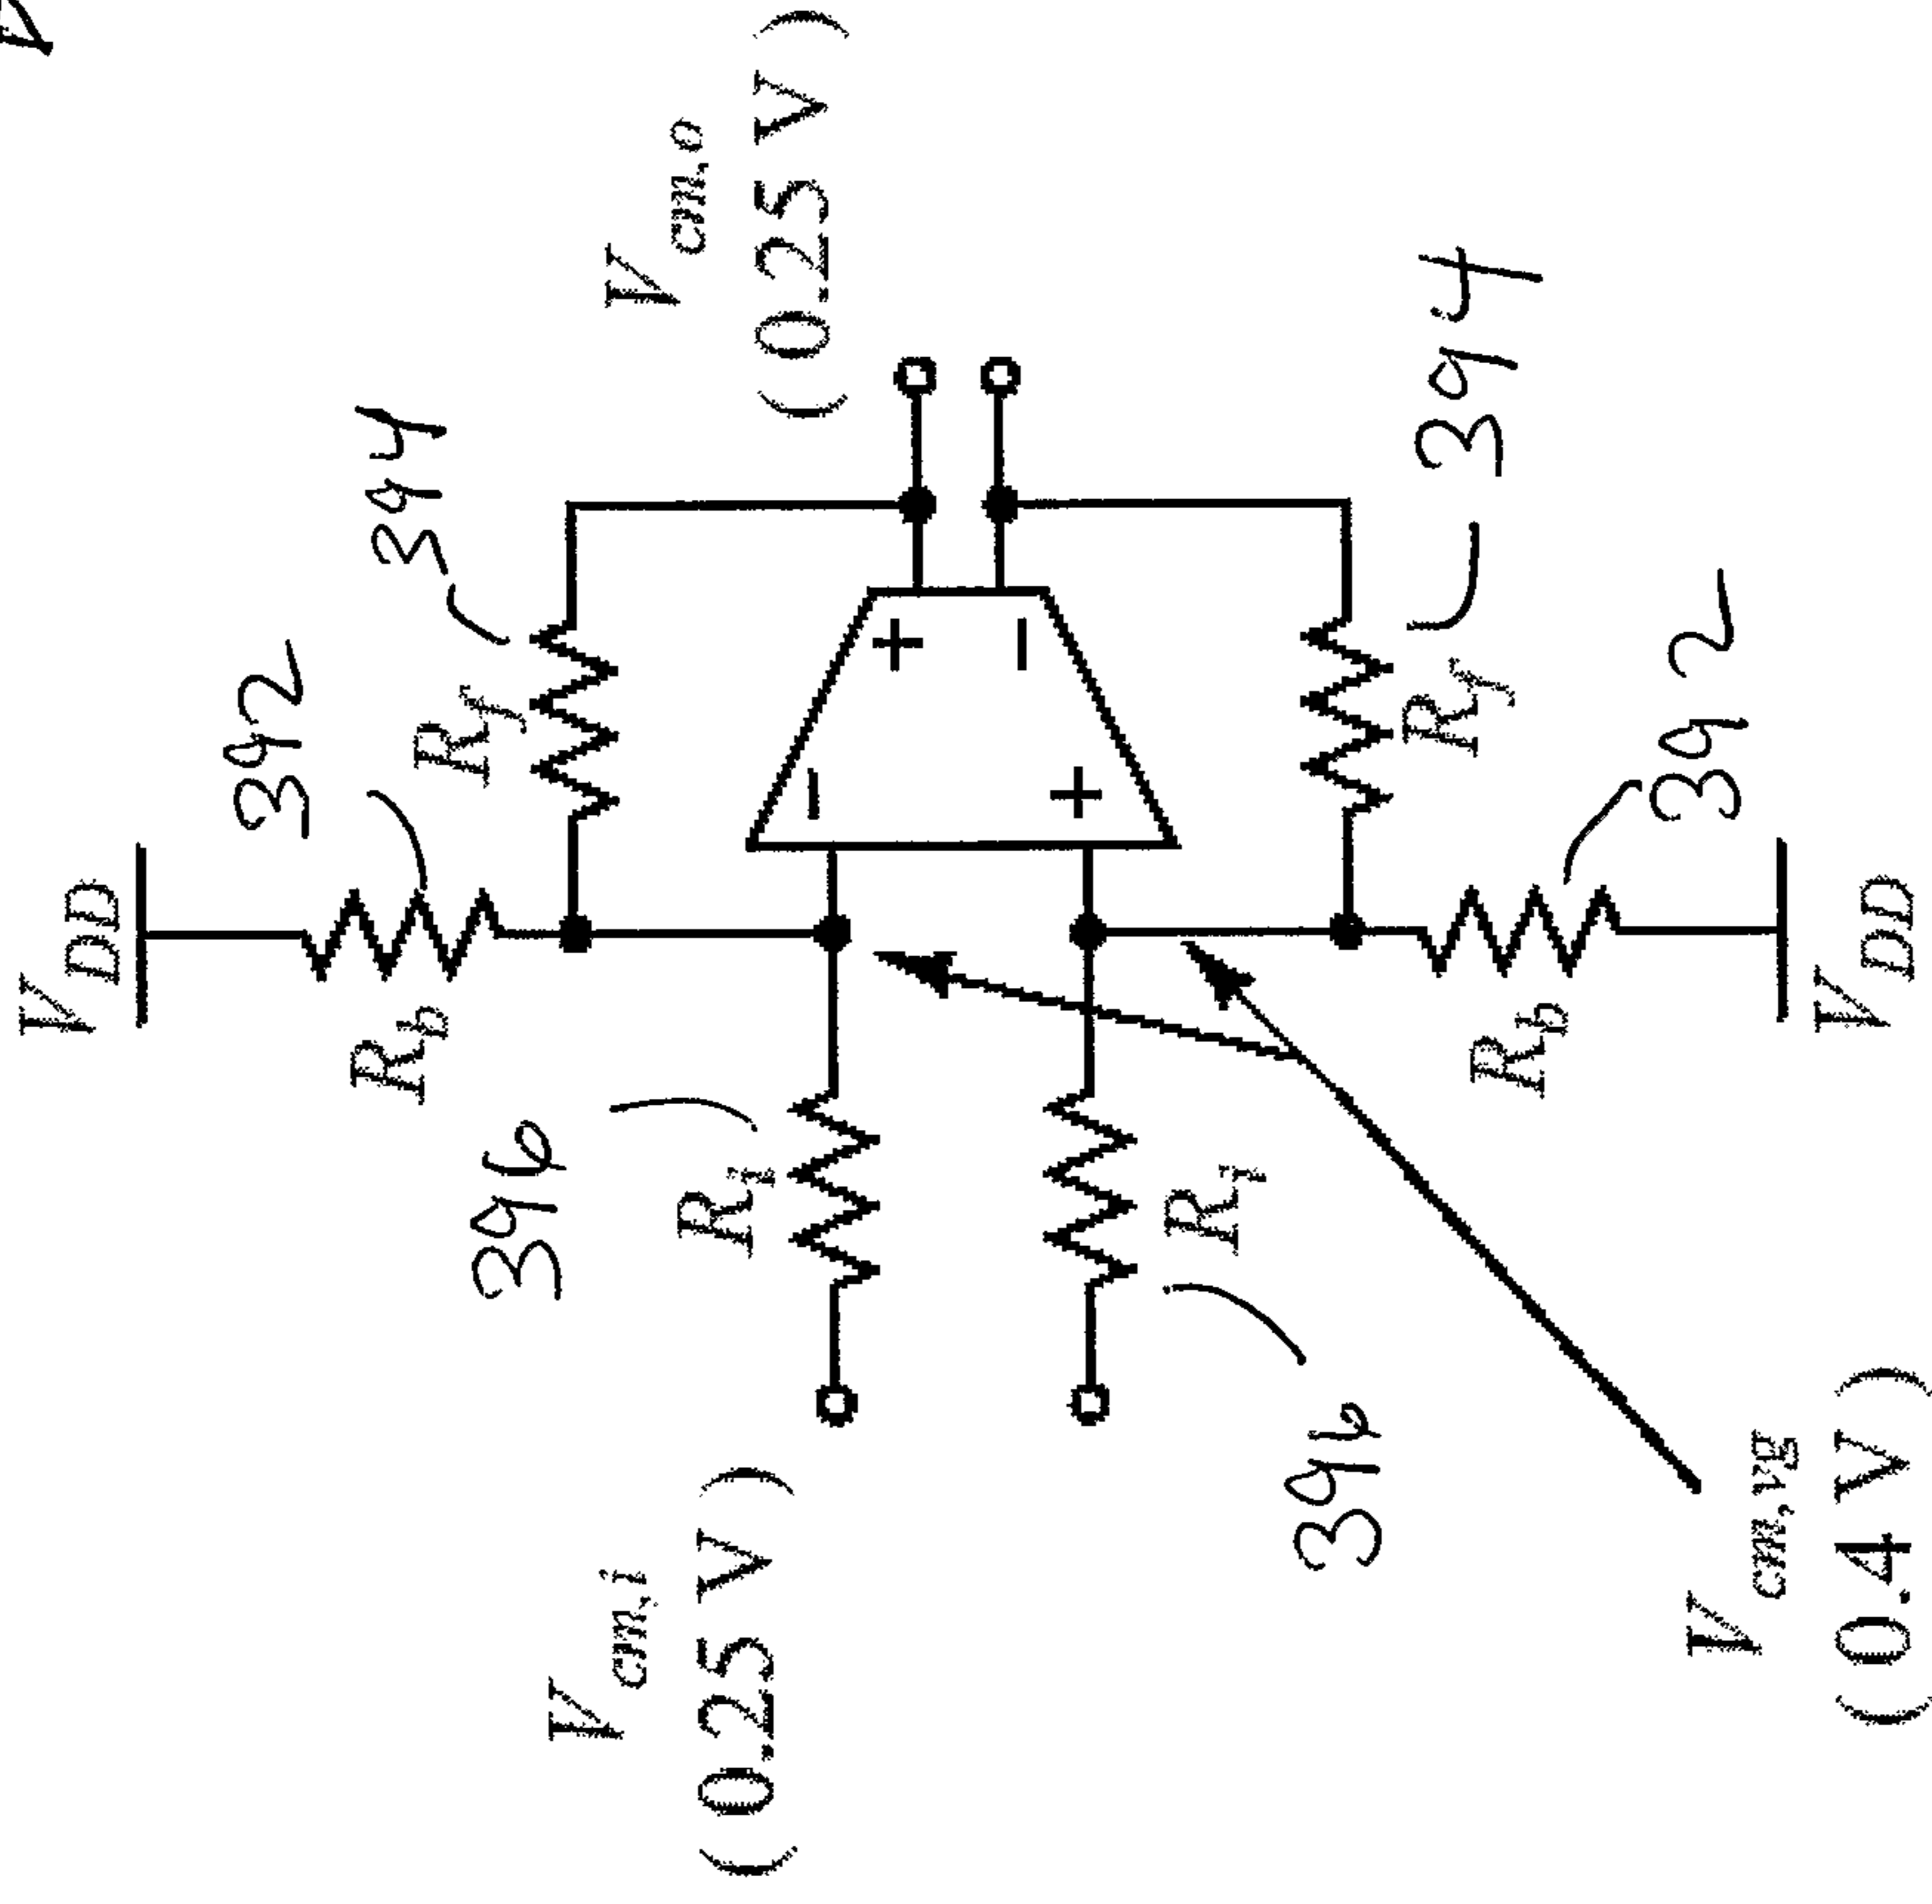 V_DD
392
R_b
394
R_f
396
V_cm,i
( 0.25 V )
V_cm,o
( 0.25 V )
R_i
− +
+ −
R_i
396
R_f
394
R_b
392
V_cm,vg
( 0.4 V )
V_DD